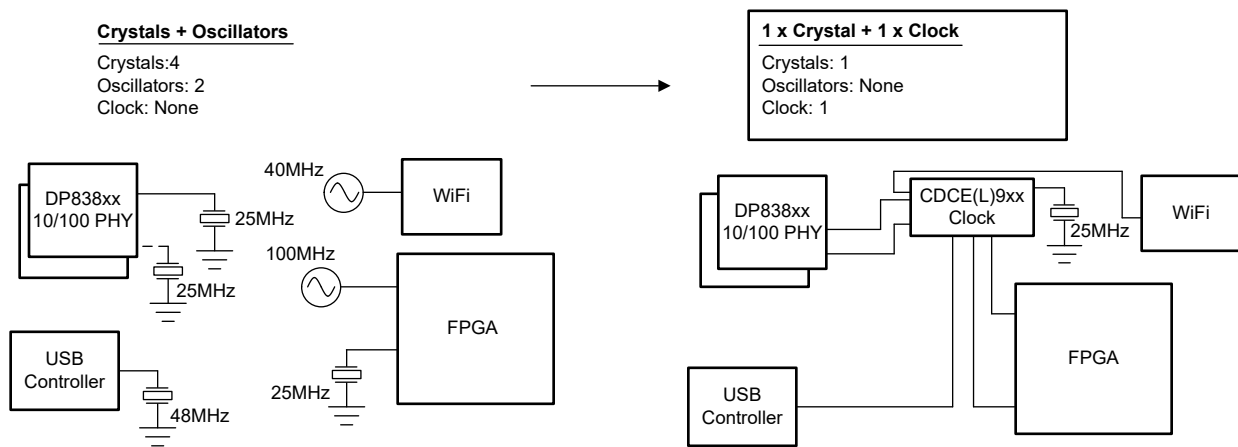 Crystals + Oscillators
Crystals:4
Oscillators: 2
Clock: None
1 x Crystal + 1 x Clock
Crystals: 1
Oscillators: None
Clock: 1
DP838xx
10/100 PHY
25MHz
25MHz
USB
Controller
48MHz
40MHz
WiFi
100MHz
FPGA
25MHz
DP838xx
10/100 PHY
CDCE(L)9xx
Clock
25MHz
WiFi
FPGA
USB
Controller